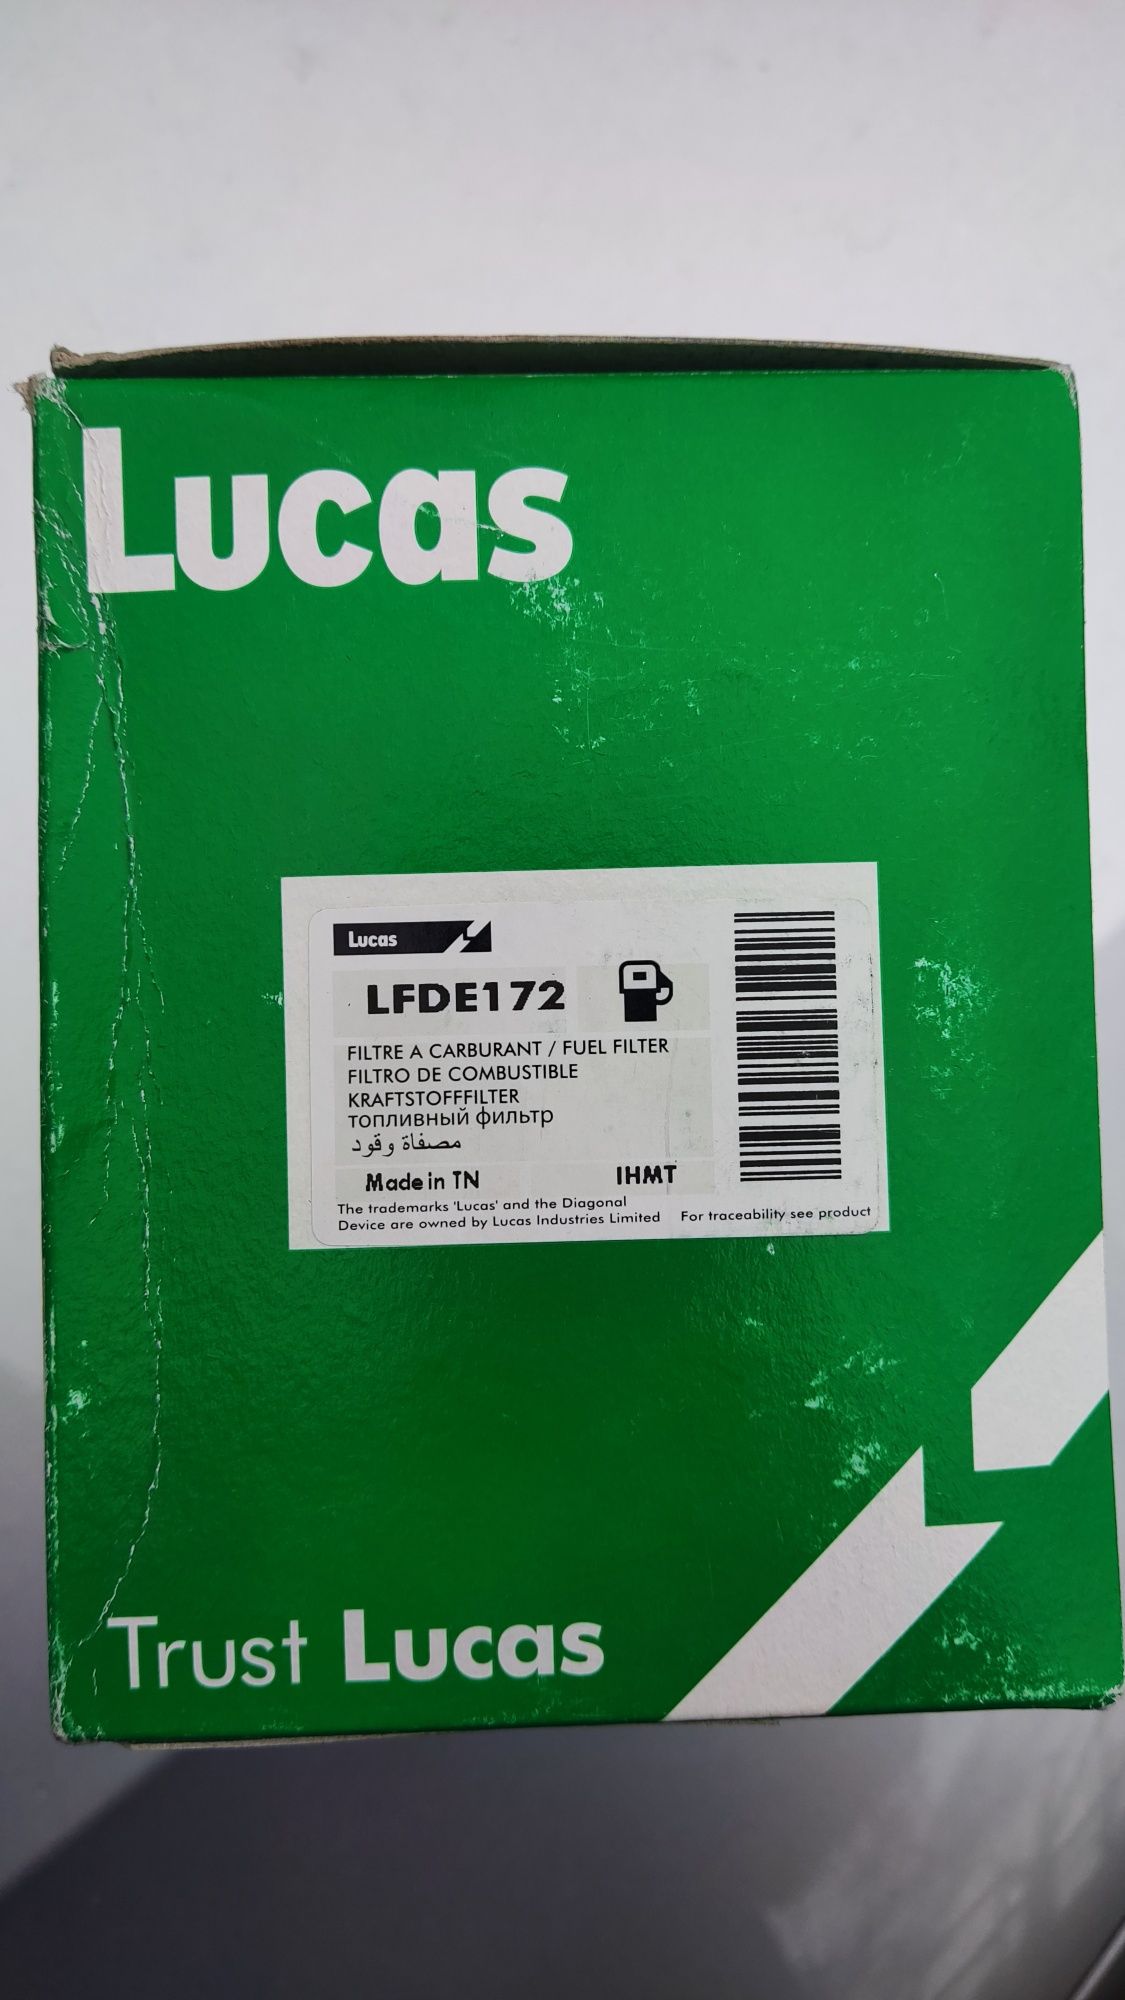 Lucas
Lucas
LFDE172
FILTRE A CARBURANT / FUEL FILTER
FILTRO DE COMBUSTIBLE
KRAFTSTOFFFILTER
топливный фильтр
مصفاة وقود
Made in TN IHMT
The trademarks 'Lucas' and the Diagonal
Device are owned by Lucas Industries Limited For traceability see product
Trust Lucas